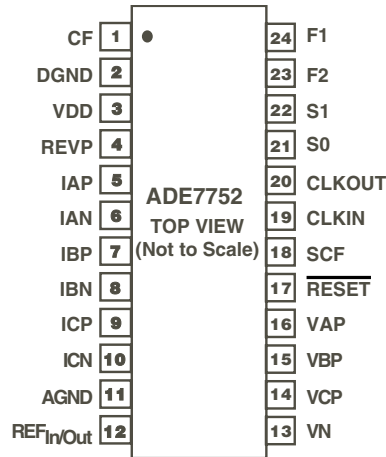 CF 1 24 F1
DGND 2 23 F2
VDD 3 22 S1
REVP 4 21 S0
IAP 5 20 CLKOUT
ADE7752
IAN 6 19 CLKIN
TOP VIEW
IBP 7 (Not to Scale) 18 SCF
IBN 8 17 RESET
ICP 9 16 VAP
ICN 10 15 VBP
AGND 11 14 VCP
REFIn/Out 12 13 VN